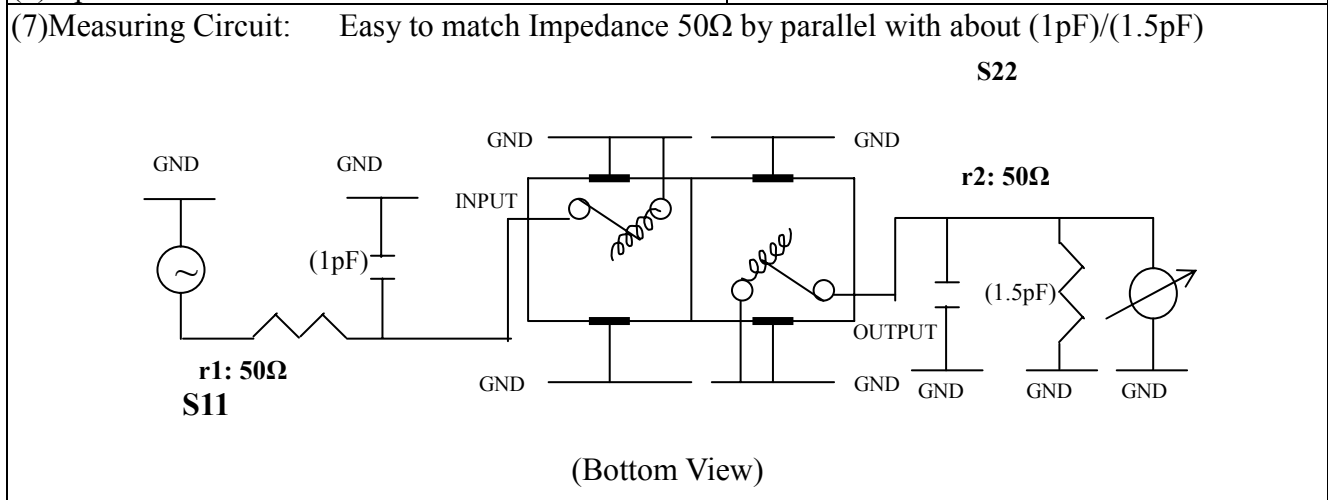 (7)Measuring Circuit: Easy to match Impedance 50Ω by parallel with about (1pF)/(1.5pF)
S22
GND GND
GND GND r2: 50Ω
INPUT
(1pF)
~
(1.5pF)
OUTPUT
r1: 50Ω
GND GND GND GND GND
S11
(Bottom View)